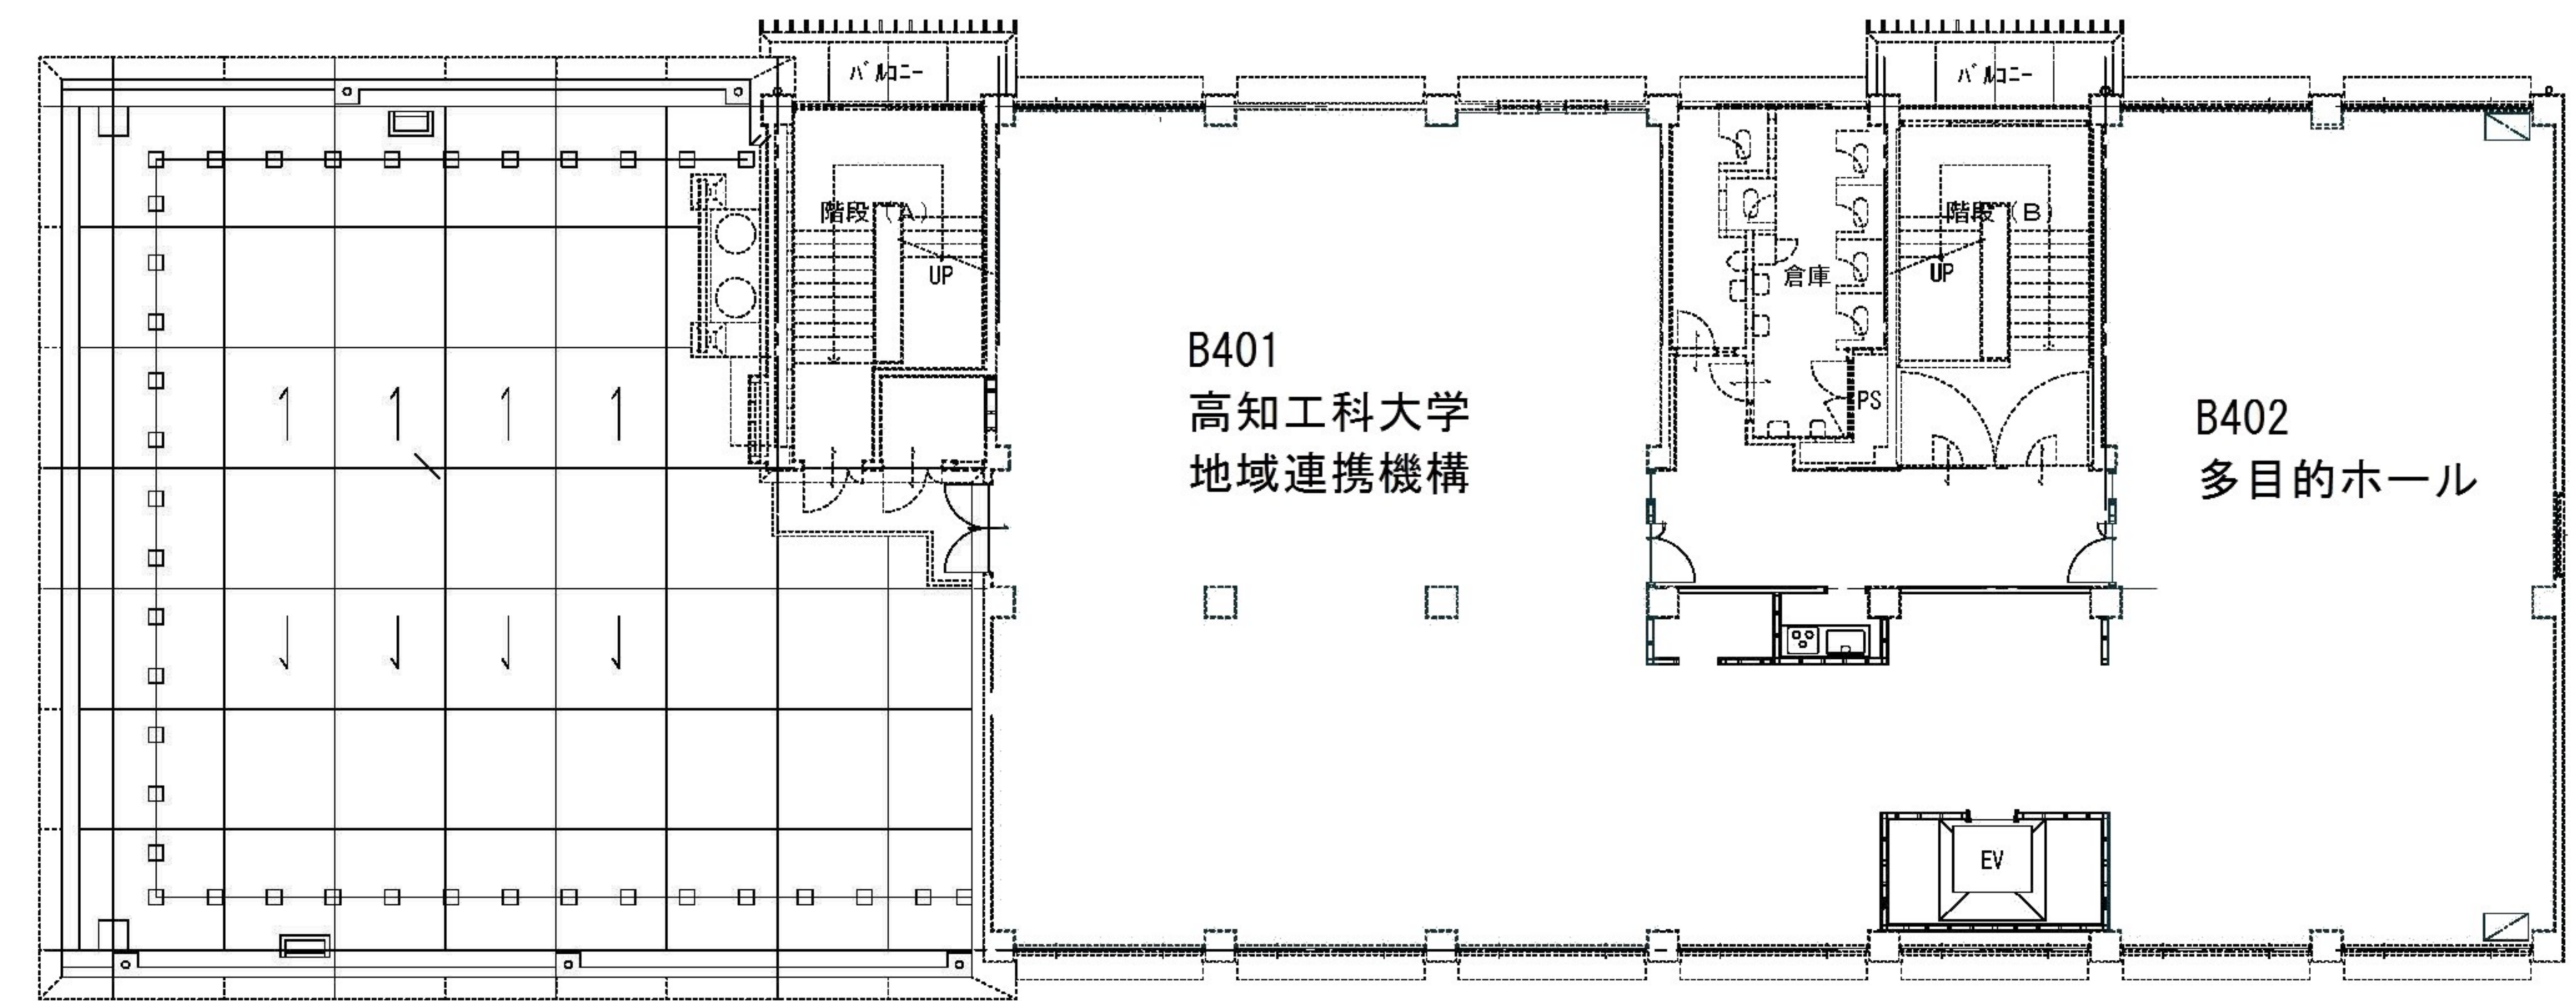 バルコニー
バルコニー
階段(A)
階段(B)
UP
UP
倉庫
B401
高知工科大学
地域連携機構
PS
B402
多目的ホール
EV